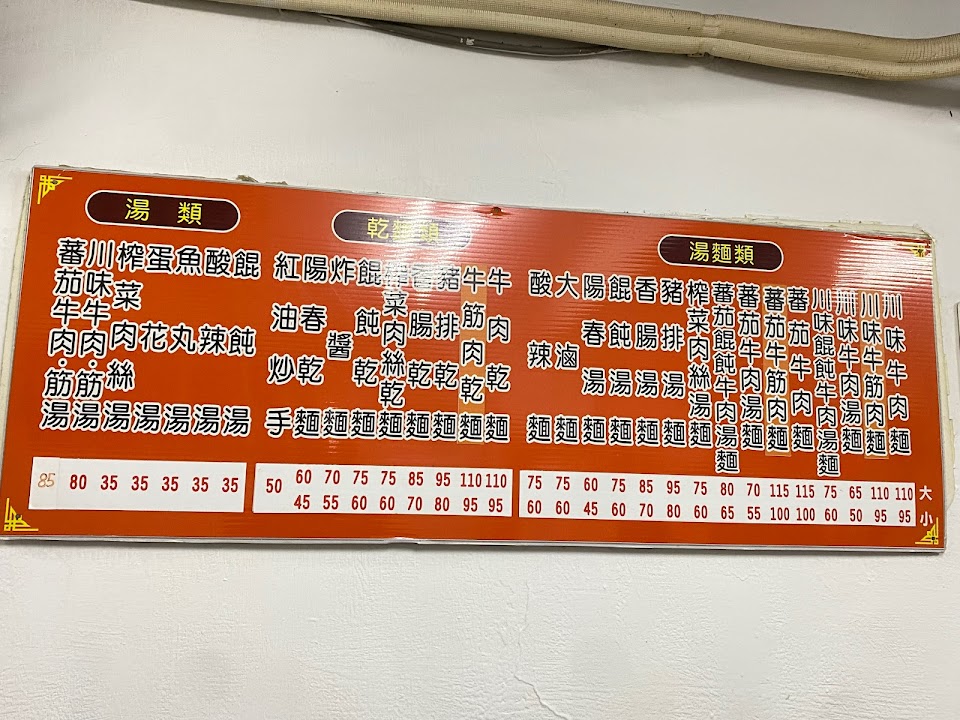 湯麵類
川味牛肉麵
川味牛筋肉麵
川味牛肉湯麵
川味餛飩牛肉湯麵
蕃茄牛肉麵
蕃茄牛筋肉麵
蕃茄牛肉湯麵
蕃茄餛飩牛肉湯麵
榨菜肉絲湯麵
豬排湯麵
香腸湯麵
餛飩湯麵
陽春湯麵
大滷麵
酸辣麵
75 75 60 75 85 95 75 80 70 115 115 75 65 110 110 大
60 60 45 60 70 80 60 65 55 100 100 60 50 95 95 小
乾麵類
牛肉乾麵
牛筋肉乾麵
豬排乾麵
香腸乾麵
榨菜肉絲乾麵
餛飩乾麵
炸醬麵
陽春乾麵
紅油炒手
50 60 70 75 75 85 95 110 110
45 55 60 60 70 80 95 95
湯類
餛飩湯
酸辣湯
魚丸湯
蛋花湯
榨菜肉絲湯
川味牛肉·筋湯
蕃茄牛肉·筋湯
85 80 35 35 35 35 35